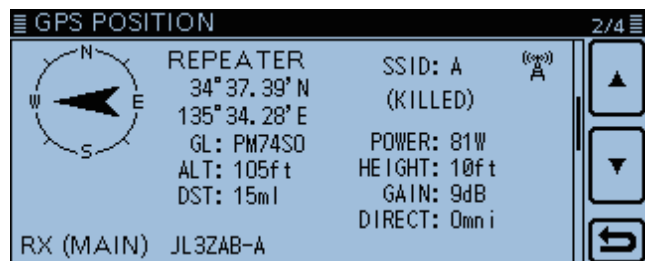 GPS POSITION 2/4
N
W E
S
REPEATER
34°37.39'N
135°34.28'E
GL: PM74SO
ALT: 105ft
DST: 15ml
SSID: A
(KILLED)
POWER: 81W
HEIGHT: 10ft
GAIN: 9dB
DIRECT: Omni
RX (MAIN) JL3ZAB-A